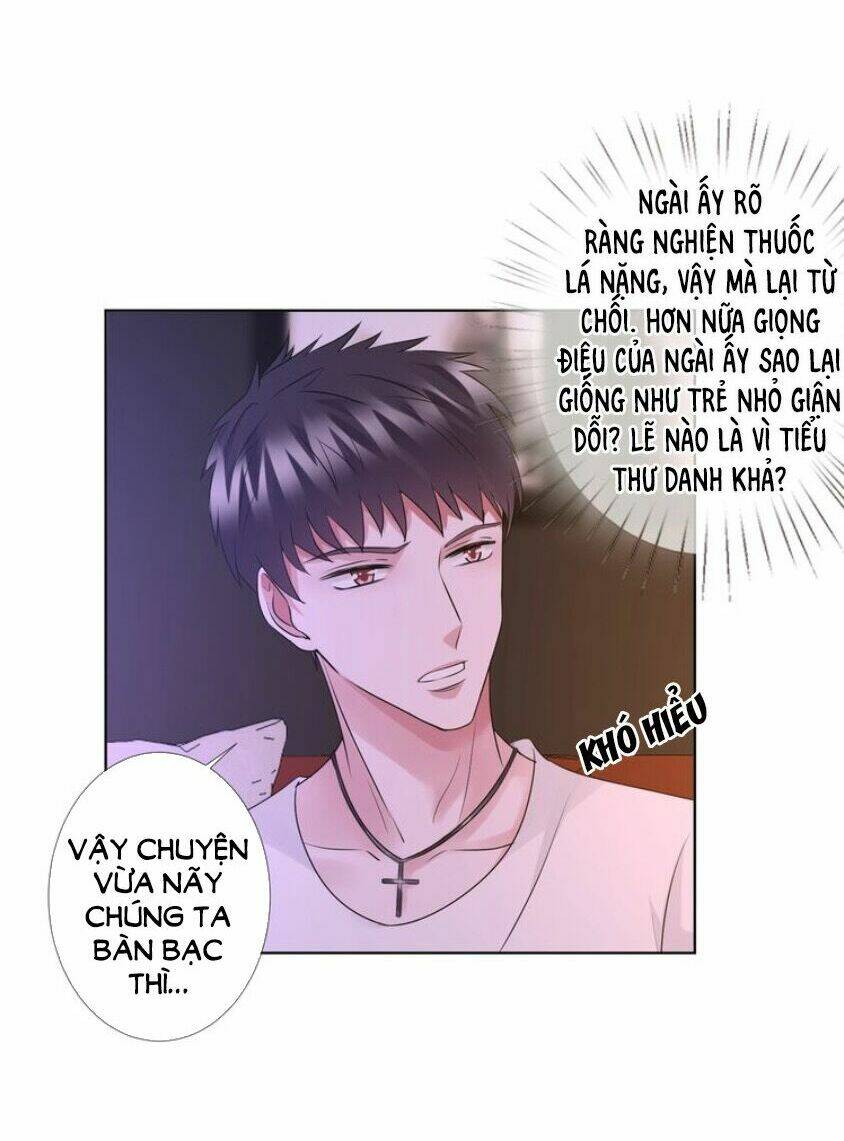 NGÀI ẤY RÕ
RÀNG NGHIỆN THUỐC
LÁ NẶNG, VẬY MÀ LẠI TỪ
CHỐI. HƠN NỮA GIỌNG
ĐIỆU CỦA NGÀI ẤY SAO LẠI
GIỐNG NHƯ TRẺ NHỎ GIẬN
DỖI? LẼ NÀO LÀ VÌ TIỂU
THƯ DANH KHẢ?
KHÓ HIỂU
VẬY CHUYỆN
VỪA NÃY
CHÚNG TA
BÀN BẠC
THÌ...